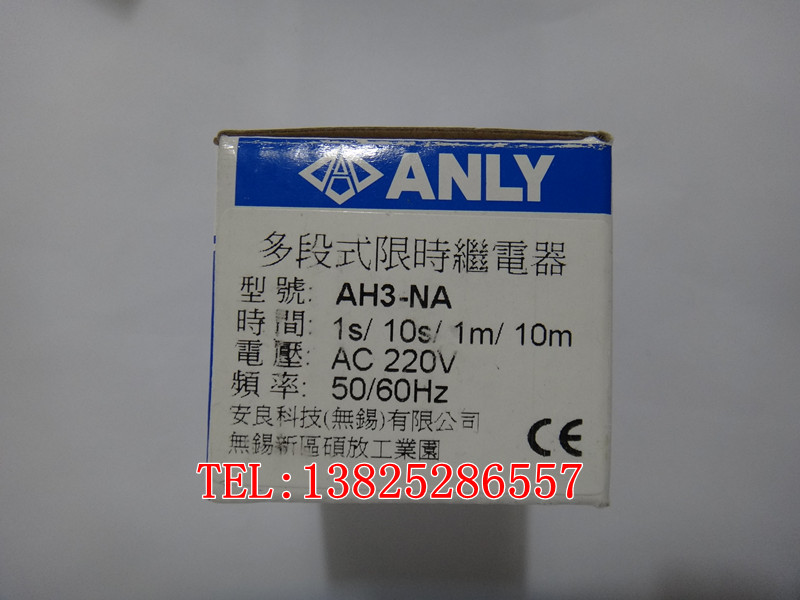 ANLY
多段式限時繼電器
型號: AH3-NA
時間: 1s/ 10s/ 1m/ 10m
電壓: AC 220V
頻率: 50/60Hz
安良科技(無錫)有限公司
無錫新區碩放工業園
CE
TEL:13825286557